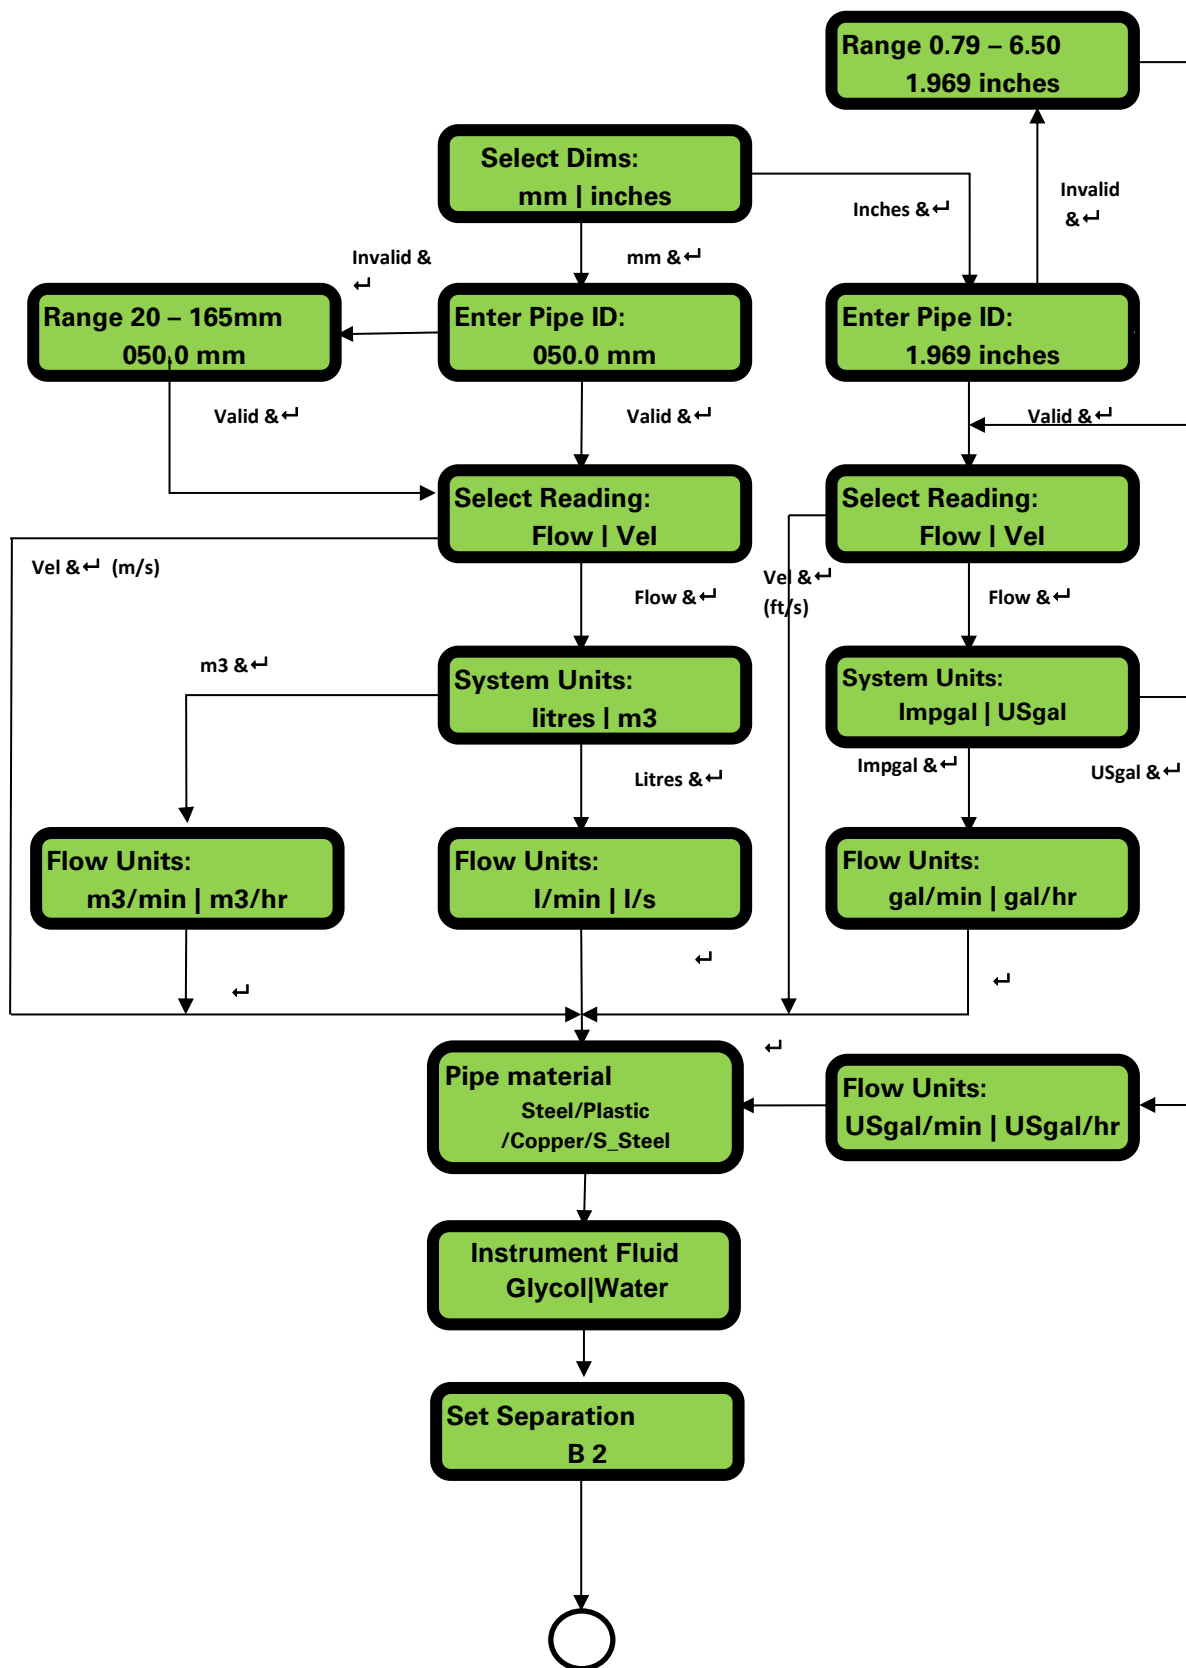 Range 0.79 – 6.50
1.969 inches
Select Dims:
mm | inches
Inches &↵
Invalid
&↵
Invalid &
↵
mm &↵
Range 20 – 165mm
050.0 mm
Enter Pipe ID:
050.0 mm
Enter Pipe ID:
1.969 inches
Valid &↵
Valid &↵
Valid &↵
Select Reading:
Flow | Vel
Select Reading:
Flow | Vel
Vel &↵ (m/s)
Flow &↵
Vel &↵
(ft/s)
Flow &↵
m3 &↵
System Units:
litres | m3
System Units:
Impgal | USgal
Litres &↵
Impgal &↵
USgal &↵
Flow Units:
m3/min | m3/hr
Flow Units:
l/min | l/s
Flow Units:
gal/min | gal/hr
↵
↵
↵
↵
Pipe material
Steel/Plastic
/Copper/S_Steel
Flow Units:
USgal/min | USgal/hr
Instrument Fluid
Glycol|Water
Set Separation
B 2